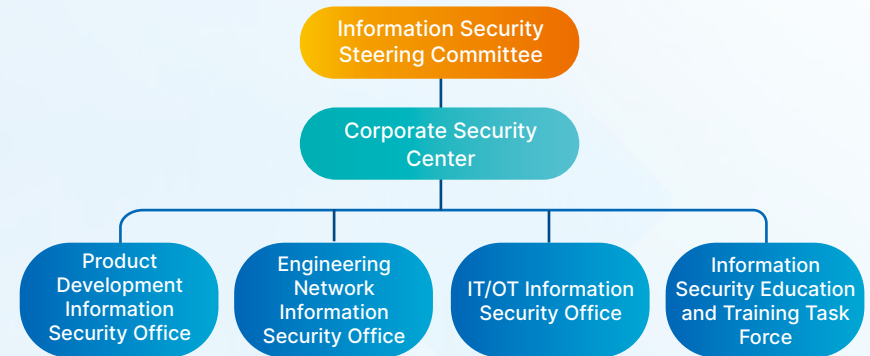 Information Security
Steering Committee
Corporate Security
Center
Product
Development
Information
Security Office
Engineering
Network
Information
Security Office
IT/OT Information
Security Office
Information
Security Education
and Training Task
Force